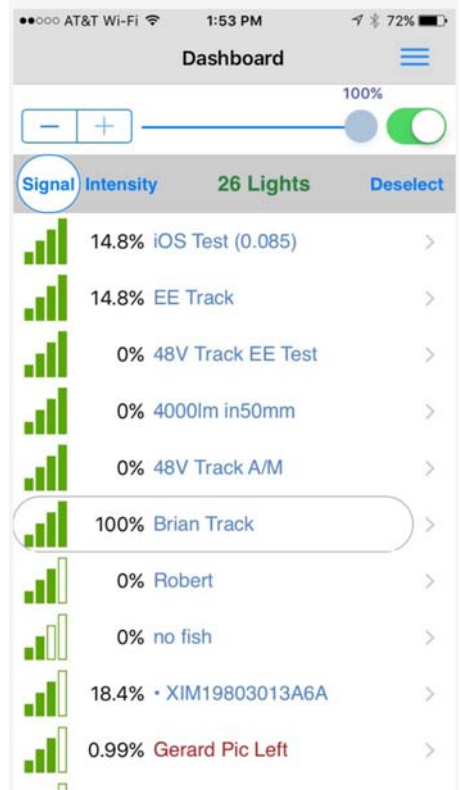 AT&T Wi-Fi 1:53 PM 72%
Dashboard
100%
− +
Signal Intensity 26 Lights Deselect
14.8% iOS Test (0.085)
14.8% EE Track
0% 48V Track EE Test
0% 4000lm in50mm
0% 48V Track A/M
100% Brian Track
0% Robert
0% no fish
18.4% • XIM19803013A6A
0.99% Gerard Pic Left